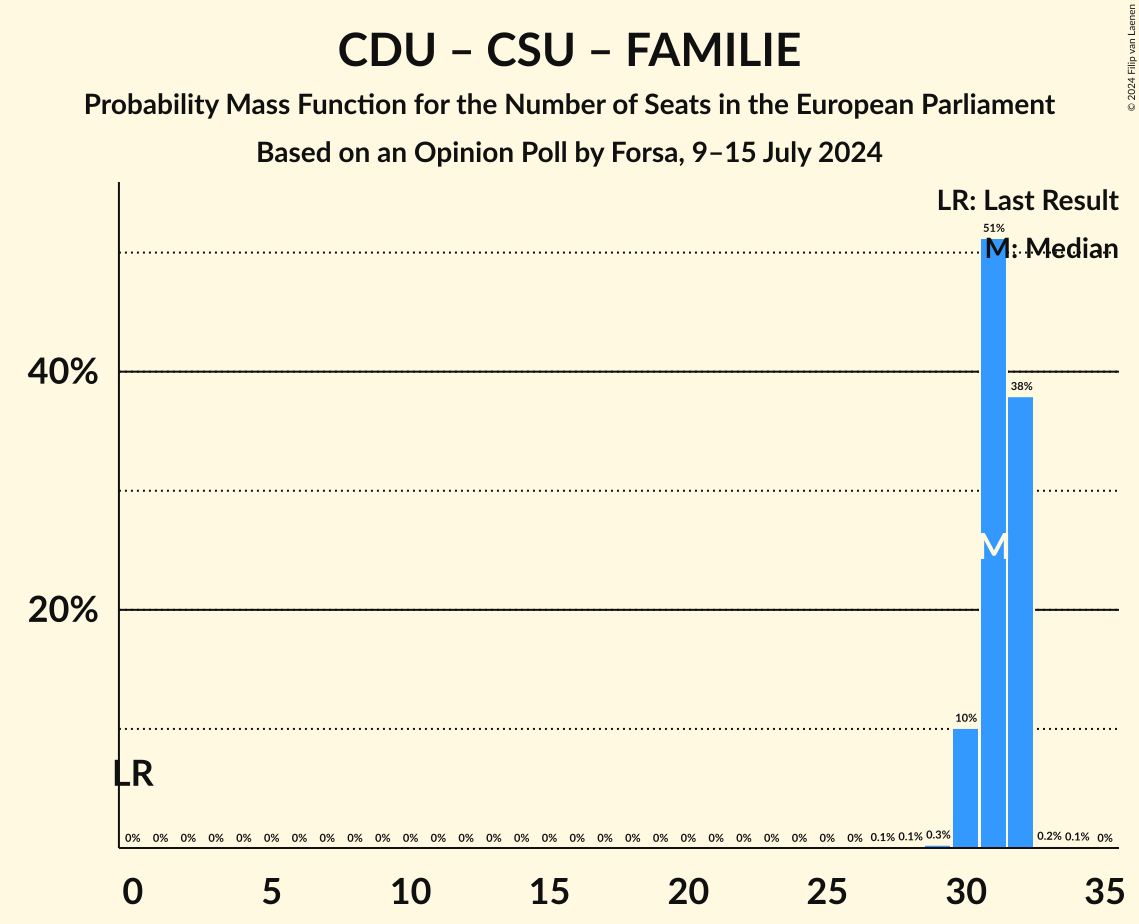 CDU – CSU – FAMILIE
Probability Mass Function for the Number of Seats in the European Parliament
Based on an Opinion Poll by Forsa, 9–15 July 2024
© 2024 Filip van Laenen
LR: Last Result
M: Median
51%
40%
38%
M
20%
10%
LR
0% 0% 0% 0% 0% 0% 0% 0% 0% 0% 0% 0% 0% 0% 0% 0% 0% 0% 0% 0% 0% 0% 0% 0% 0% 0% 0% 0.1% 0.1% 0.3% 0.2% 0.1% 0%
0 5 10 15 20 25 30 35